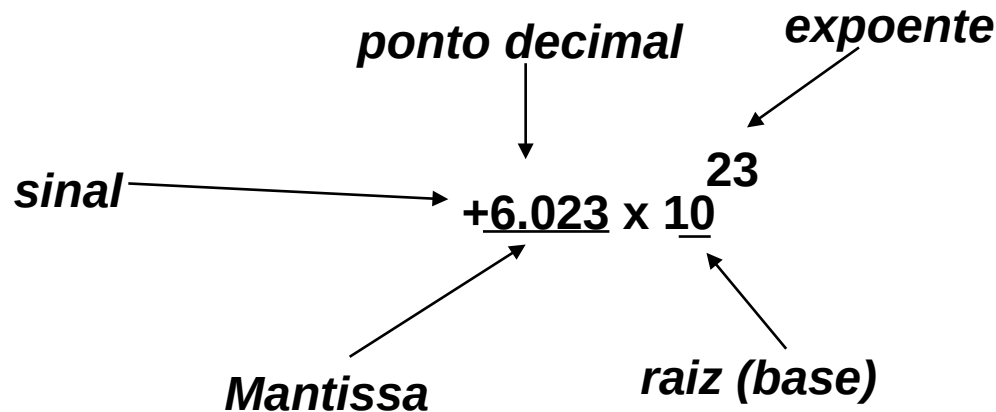 ponto decimal
expoente
sinal
23
+6.023 x 10
Mantissa
raiz (base)